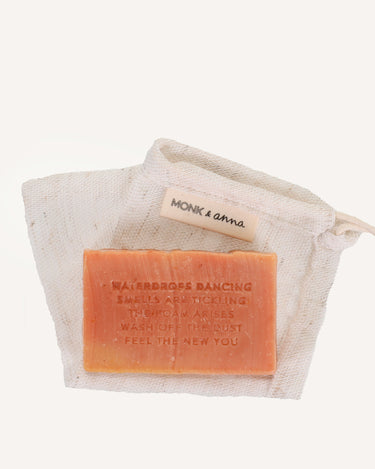 MONK & anna
WATERDROPS DANCING
SMELLS ARE TICKLING
THE FOAM ARISES
WASH OFF THE DUST
FEEL THE NEW YOU